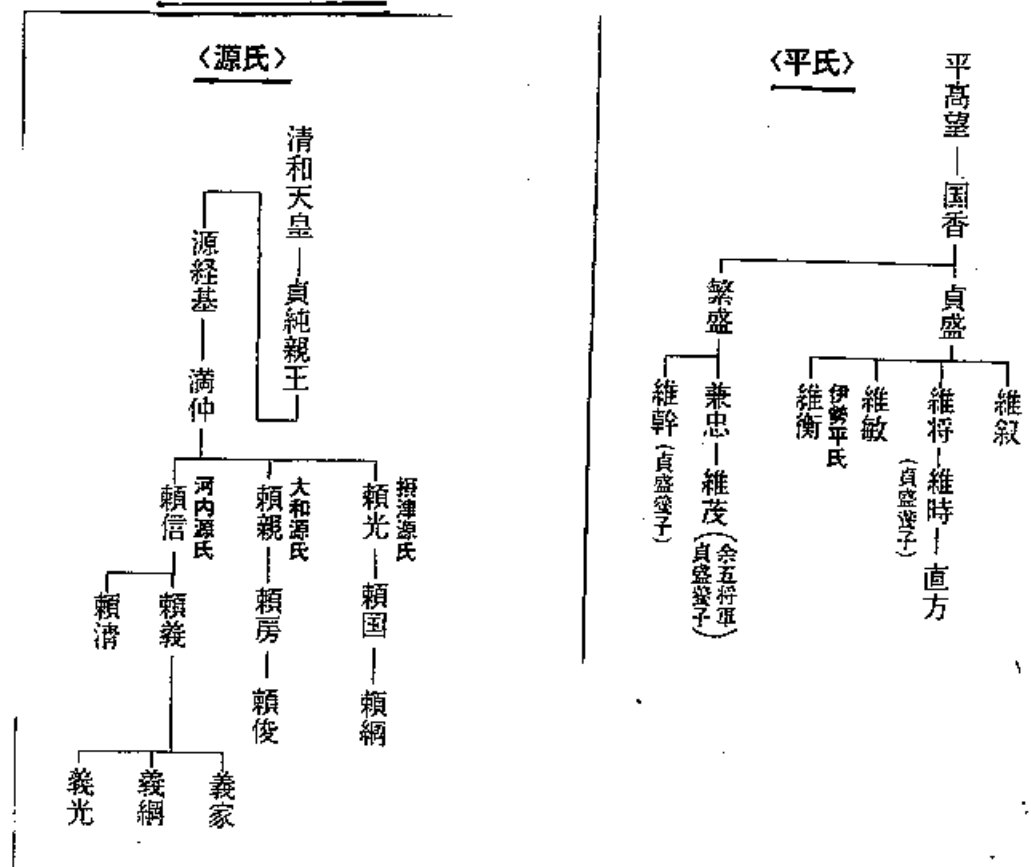 〈平氏〉
平高望
国香
貞盛
維叙
維将
維時
(貞盛養子)
直方
維敏
伊勢平氏
維衡
繁盛
兼忠
維茂
(余五将軍
貞盛養子)
維幹
(貞盛養子)
〈源氏〉
清和天皇
貞純親王
源経基
満仲
摂津源氏
頼光
頼国
頼綱
大和源氏
頼親
頼房
頼俊
河内源氏
頼信
頼義
頼清
義家
義綱
義光